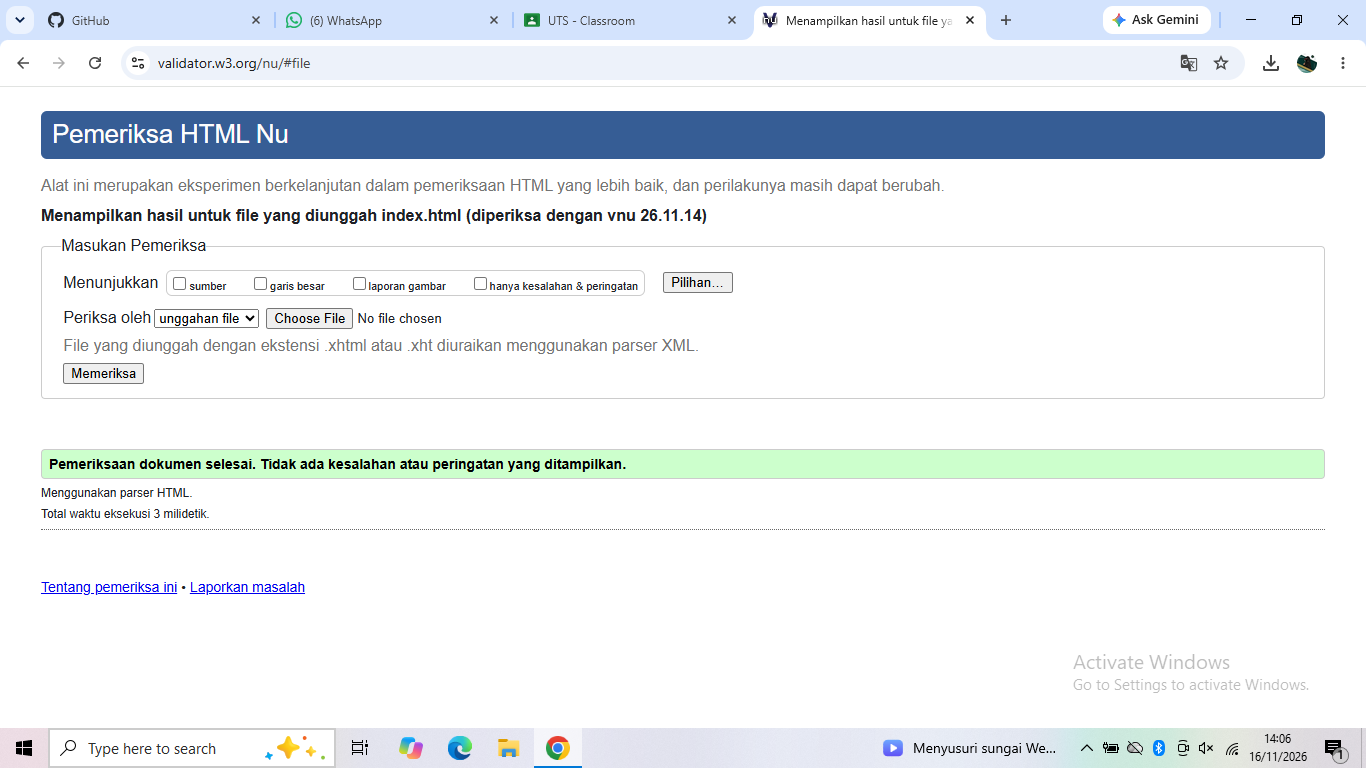 GitHub
(6) WhatsApp
UTS - Classroom
Menampilkan hasil untuk file ya
Ask Gemini
validator.w3.org/nu/#file
Pemeriksa HTML Nu
Alat ini merupakan eksperimen berkelanjutan dalam pemeriksaan HTML yang lebih baik, dan perilakunya masih dapat berubah.
Menampilkan hasil untuk file yang diunggah index.html (diperiksa dengan vnu 26.11.14)
Masukan Pemeriksa
Menunjukkan sumber garis besar laporan gambar hanya kesalahan & peringatan Pilihan...
Periksa oleh unggahan file Choose File No file chosen
File yang diunggah dengan ekstensi .xhtml atau .xht diuraikan menggunakan parser XML.
Memeriksa
Pemeriksaan dokumen selesai. Tidak ada kesalahan atau peringatan yang ditampilkan.
Menggunakan parser HTML.
Total waktu eksekusi 3 milidetik.
Tentang pemeriksa ini • Laporkan masalah
Activate Windows
Go to Settings to activate Windows.
Type here to search
Menyusuri sungai We...
14:06
16/11/2026
1